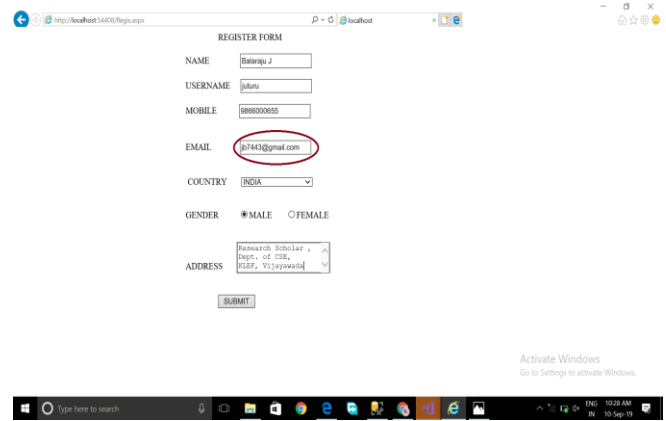 http://localhost:54408/Regis.aspx
localhost
REGISTER FORM
NAME Balaraju J
USERNAME juturu
MOBILE 9866000655
EMAIL jb7443@gmail.com
COUNTRY INDIA
GENDER MALE FEMALE
Research Scholar ,
Dept. of CSE,
ADDRESS KLEF, Vijayawada
SUBMIT
Activate Windows
Go to Settings to activate Windows.
Type here to search
ENG 10:28 AM
IN 10-Sep-19